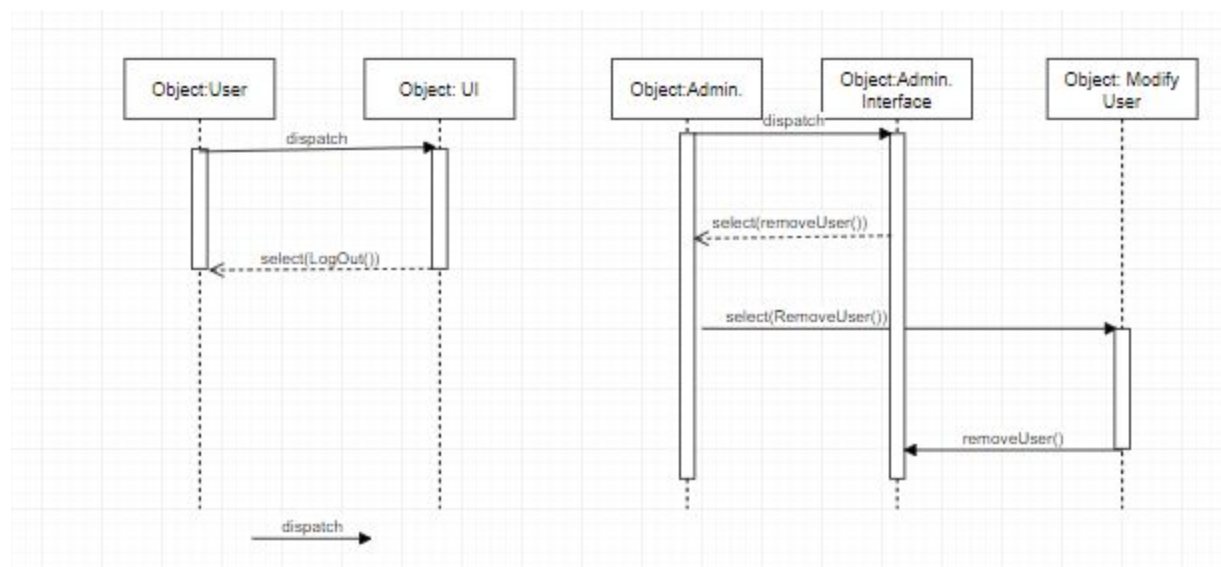 Object:User
Object: UI
Object:Admin.
Object:Admin.
Interface
Object: Modify
User
dispatch
dispatch
select(removeUser())
select(LogOut())
select(RemoveUser())
removeUser()
dispatch